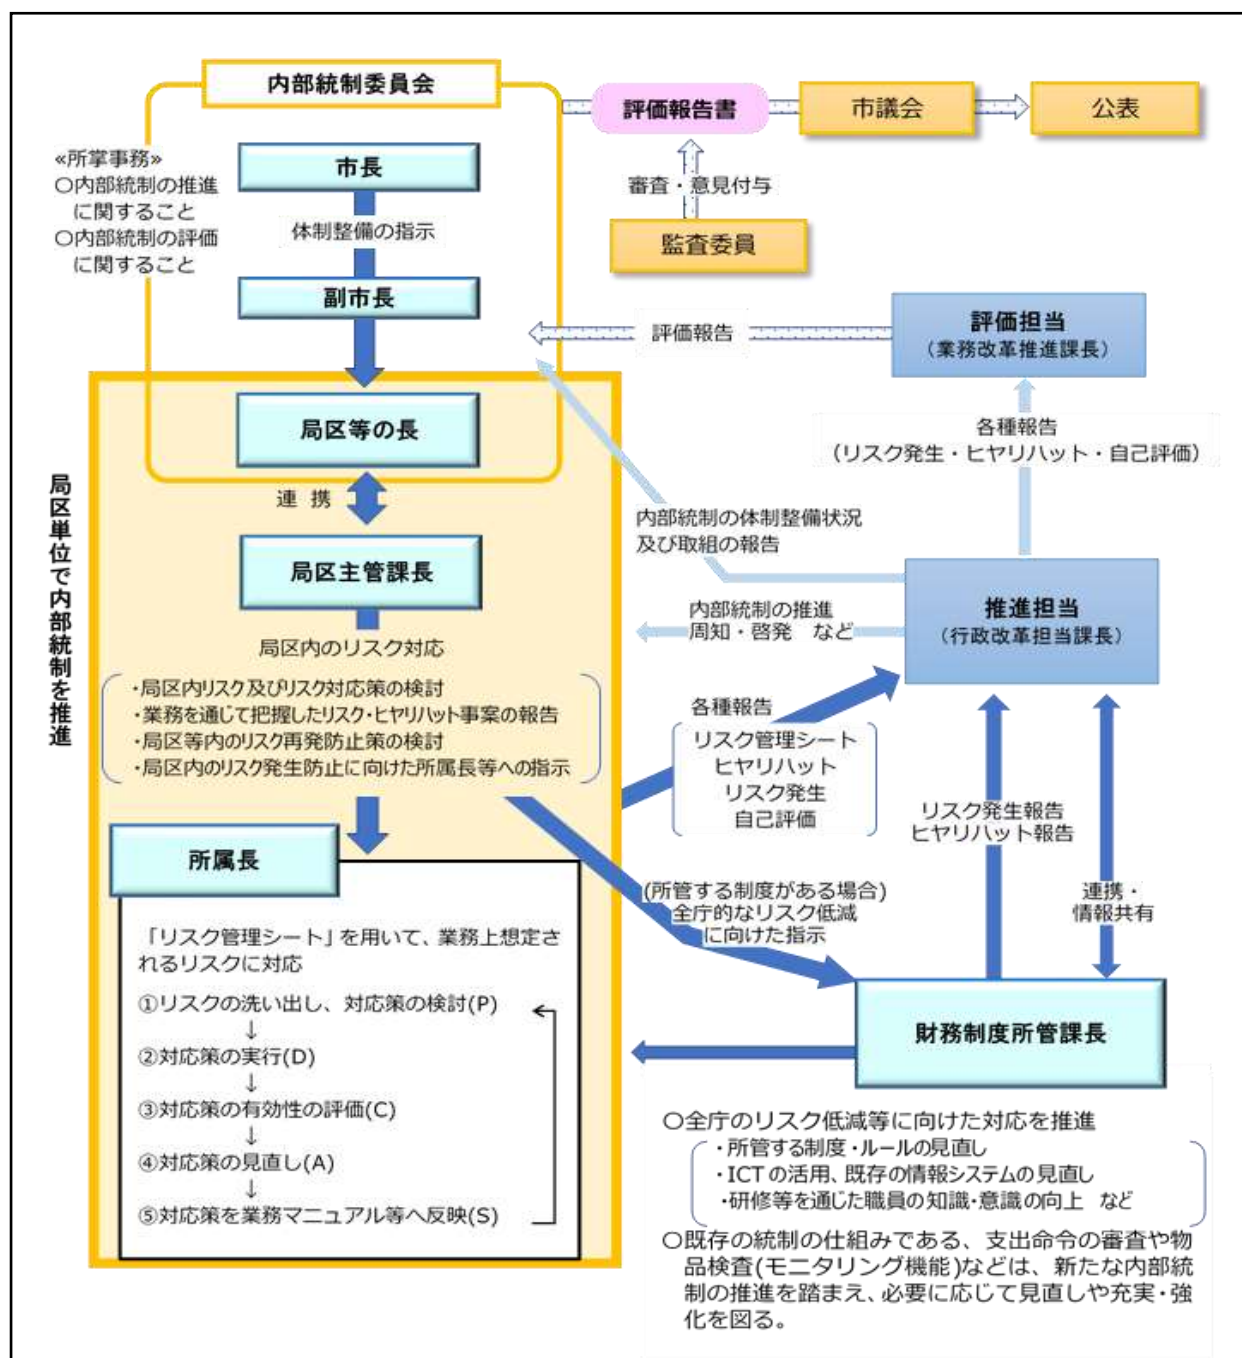 内部統制委員会
評価報告書
市議会
公表
≪所掌事務≫
〇内部統制の推進
に関すること
〇内部統制の評価
に関すること
市長
体制整備の指示
副市長
審査・意見付与
監査委員
評価報告
評価担当
（業務改革推進課長）
各種報告
（リスク発生・ヒヤリハット・自己評価）
局区単位で内部統制を推進
局区等の長
連 携
局区主管課長
内部統制の体制整備状況
及び取組の報告
推進担当
（行政改革担当課長）
内部統制の推進
周知・啓発 など
局区内のリスク対応
・局区内リスク及びリスク対応策の検討
・業務を通じて把握したリスク・ヒヤリハット事案の報告
・局区等内のリスク再発防止策の検討
・局区内のリスク発生防止に向けた所属長等への指示
各種報告
リスク管理シート
ヒヤリハット
リスク発生
自己評価
リスク発生報告
ヒヤリハット報告
連携・
情報共有
(所管する制度がある場合)
全庁的なリスク低減
に向けた指示
所属長
「リスク管理シート」を用いて、業務上想定さ
れるリスクに対応
①リスクの洗い出し、対応策の検討(P)
↓
②対応策の実行(D)
↓
③対応策の有効性の評価(C)
↓
④対応策の見直し(A)
↓
⑤対応策を業務マニュアル等へ反映(S)
財務制度所管課長
〇全庁のリスク低減等に向けた対応を推進
・所管する制度・ルールの見直し
・ICTの活用、既存の情報システムの見直し
・研修等を通じた職員の知識・意識の向上 など
〇既存の統制の仕組みである、支出命令の審査や物
品検査(モニタリング機能)などは、新たな内部統
制の推進を踏まえ、必要に応じて見直しや充実・強
化を図る。